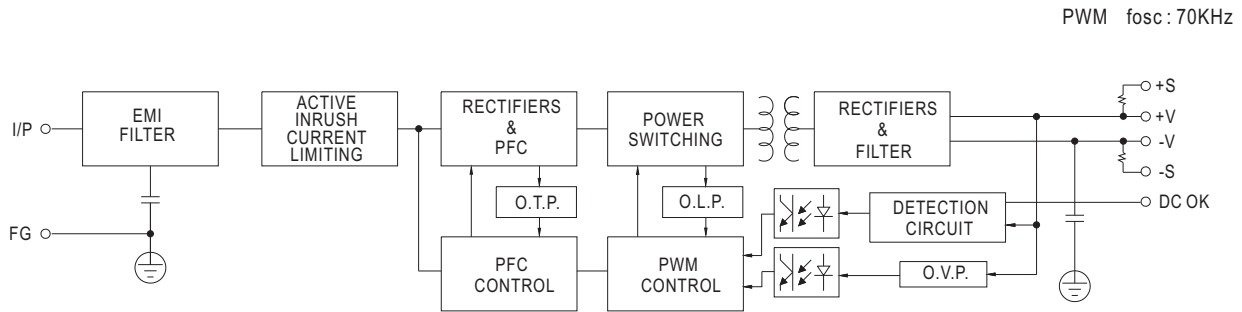 PWM fosc : 70KHz
I/P
EMI
FILTER
ACTIVE
INRUSH
CURRENT
LIMITING
RECTIFIERS
&
PFC
POWER
SWITCHING
RECTIFIERS
&
FILTER
+S
+V
-V
-S
DC OK
O.T.P.
O.L.P.
DETECTION
CIRCUIT
FG
PFC
CONTROL
PWM
CONTROL
O.V.P.